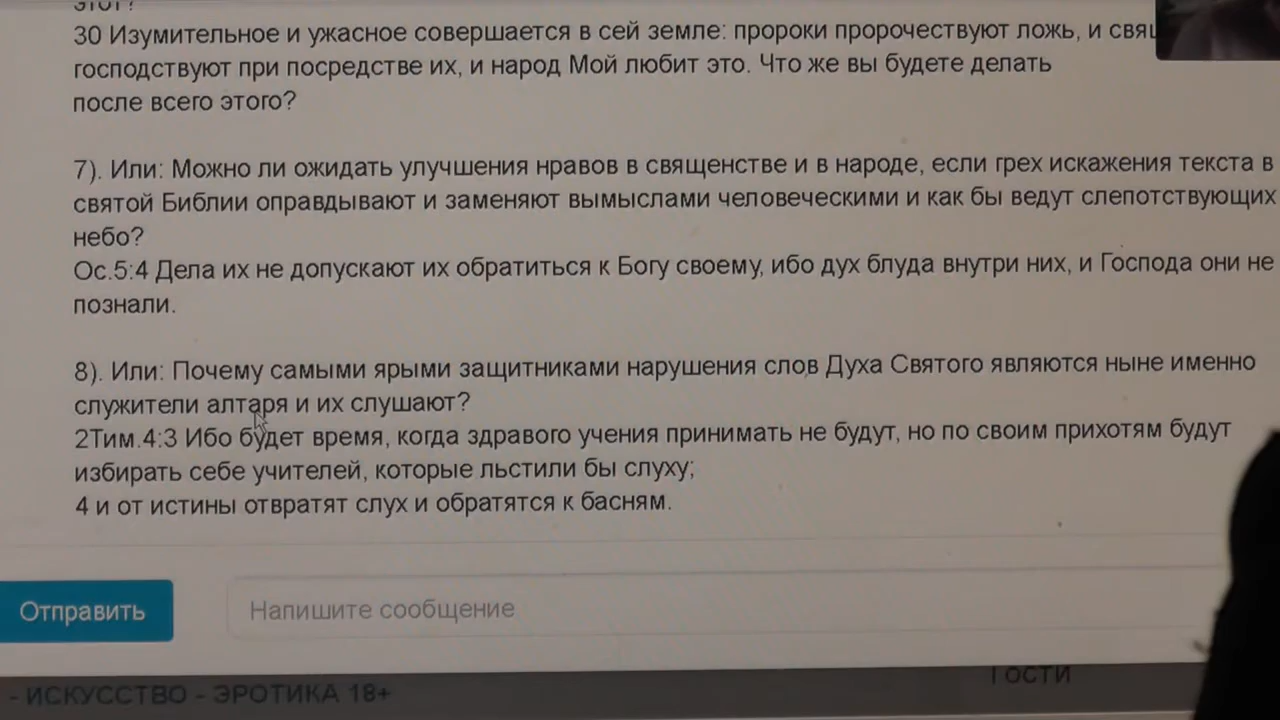 этот?
30 Изумительное и ужасное совершается в сей земле: пророки пророчествуют ложь, и
господствуют при посредстве их, и народ Мой любит это. Что же вы будете делать
после всего этого?
7). Или: Можно ли ожидать улучшения нравов в священстве и в народе, если грех искажения текста в
святой Библии оправдывают и заменяют вымыслами человеческими и как бы ведут слепотствующих
небо?
Ос.5:4 Дела их не допускают их обратиться к Богу своему, ибо дух блуда внутри них, и Господа они не
познали.
8). Или: Почему самыми ярыми защитниками нарушения слов Духа Святого являются ныне именно
служители алтаря и их слушают?
2Тим.4:3 Ибо будет время, когда здравого учения принимать не будут, но по своим прихотям будут
избирать себе учителей, которые льстили бы слуху;
4 и от истины отвратят слух и обратятся к басням.
Отправить
Напишите сообщение
Гости
- ИСКУССТВО - ЭРОТИКА 18+